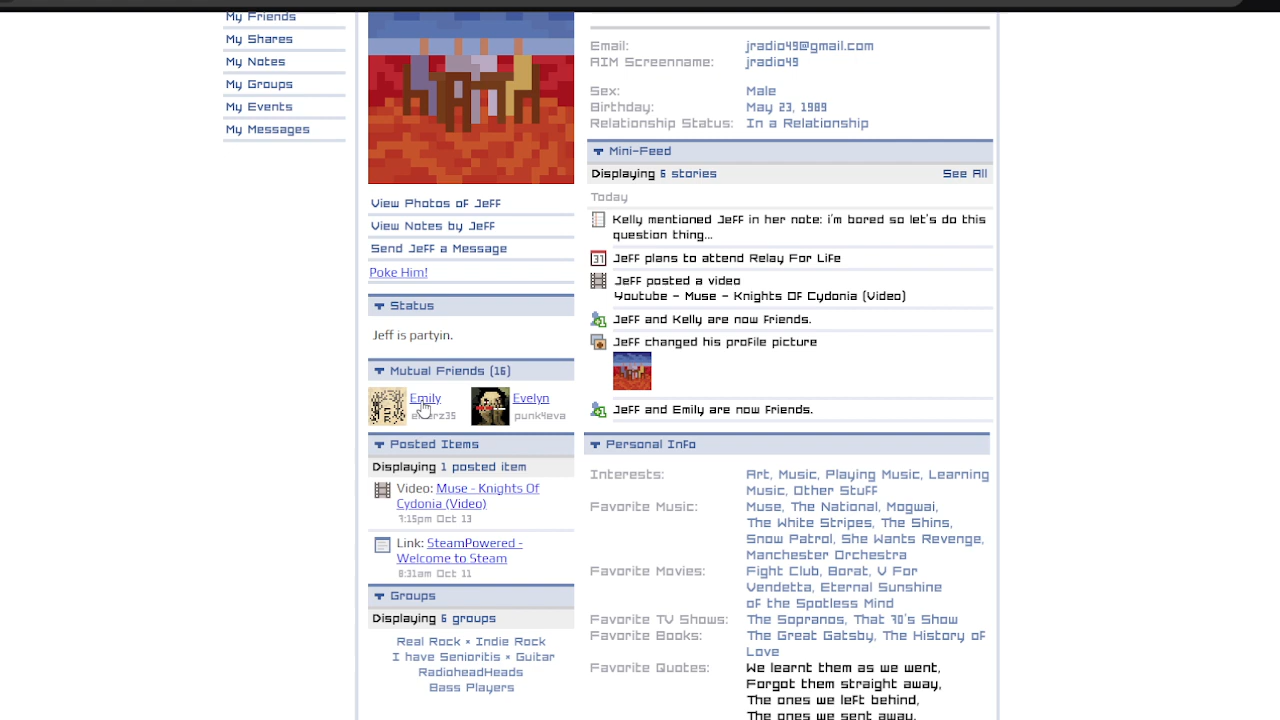 My Friends
My Shares
My Notes
My Groups
My Events
My Messages
View Photos of Jeff
View Notes by Jeff
Send Jeff a Message
Poke Him!
Status
Jeff is partyin.
Mutual Friends (16)
Emily
Evelyn
punk4eva
Posted Items
Displaying 1 posted item
Video: Muse - Knights Of
Cydonia (Video)
7:15pm Oct 13
Link: SteamPowered -
Welcome to Steam
8:31am Oct 11
Groups
Displaying 6 groups
Real Rock × Indie Rock
I have Senioritis × Guitar
RadioheadHeads
Bass Players
Email: jradio49@gmail.com
AIM Screenname: jradio49
Sex: Male
Birthday: May 23, 1989
Relationship Status: In a Relationship
Mini-Feed
Displaying 6 stories See All
Today
Kelly mentioned Jeff in her note: i'm bored so let's do this
question thing...
31 Jeff plans to attend Relay For Life
Jeff posted a video
Youtube - Muse - Knights Of Cydonia (Video)
Jeff and Kelly are now friends.
Jeff changed his profile picture
Jeff and Emily are now friends.
Personal Info
Interests: Art, Music, Playing Music, Learning
Music, Other Stuff
Favorite Music: Muse, The National, Mogwai,
The White Stripes, The Shins,
Snow Patrol, She Wants Revenge,
Manchester Orchestra
Favorite Movies: Fight Club, Borat, V For
Vendetta, Eternal Sunshine
of the Spotless Mind
Favorite TV Shows: The Sopranos, That 70's Show
Favorite Books: The Great Gatsby, The History of
Love
Favorite Quotes: We learnt them as we went,
Forgot them straight away,
The ones we left behind,
The ones we sent away.